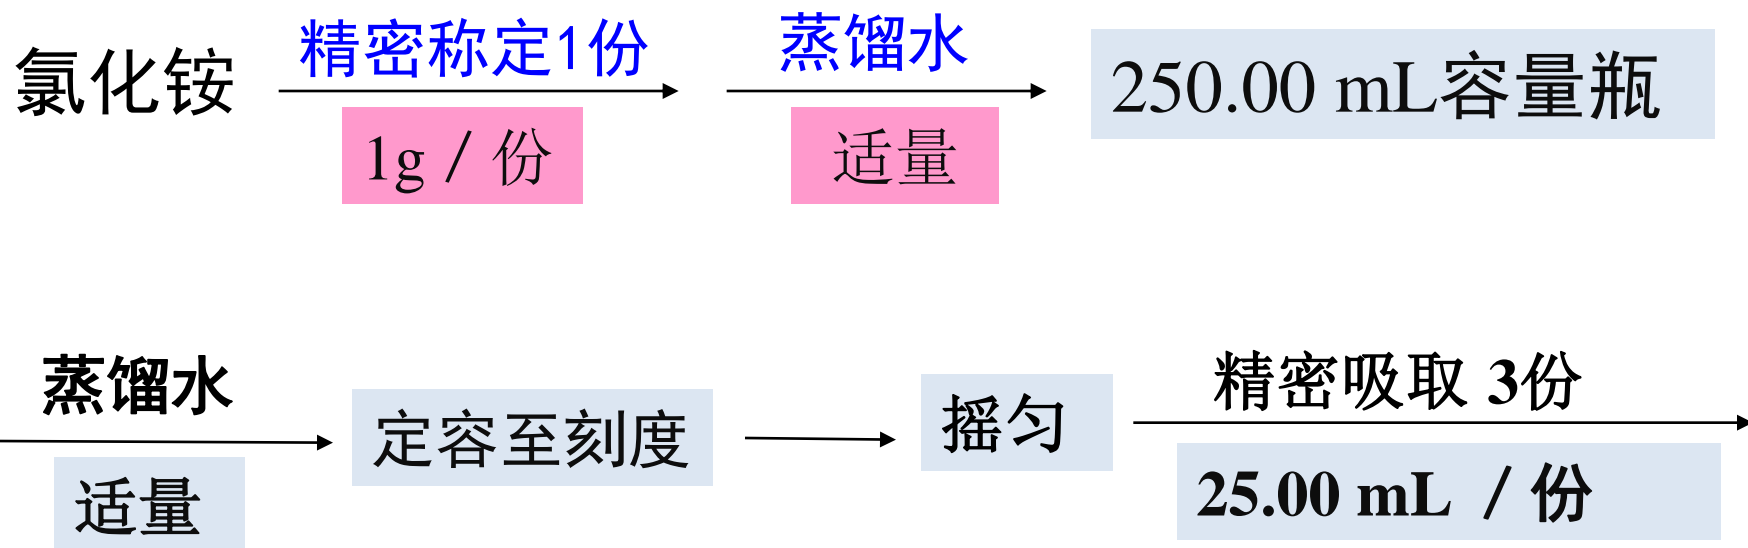 氯化铵 精密称定1份 蒸馏水 250.00 mL容量瓶
1g / 份 适量
蒸馏水 定容至刻度 摇匀 精密吸取 3份
适量 25.00 mL / 份